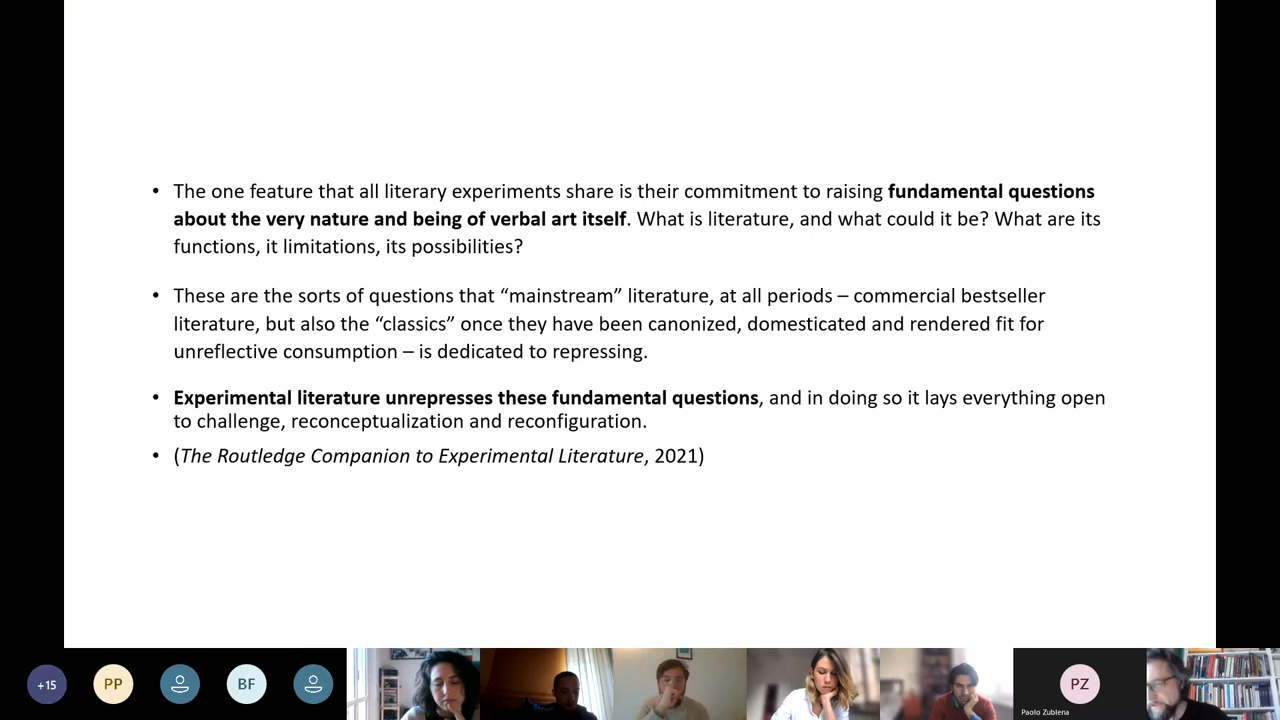 • The one feature that all literary experiments share is their commitment to raising fundamental questions
about the very nature and being of verbal art itself. What is literature, and what could it be? What are its
functions, it limitations, its possibilities?
• These are the sorts of questions that “mainstream” literature, at all periods – commercial bestseller
literature, but also the “classics” once they have been canonized, domesticated and rendered fit for
unreflective consumption – is dedicated to repressing.
• Experimental literature unrepresses these fundamental questions, and in doing so it lays everything open
to challenge, reconceptualization and reconfiguration.
• (The Routledge Companion to Experimental Literature, 2021)
+15
PP
BF
PZ
Paolo Zublena